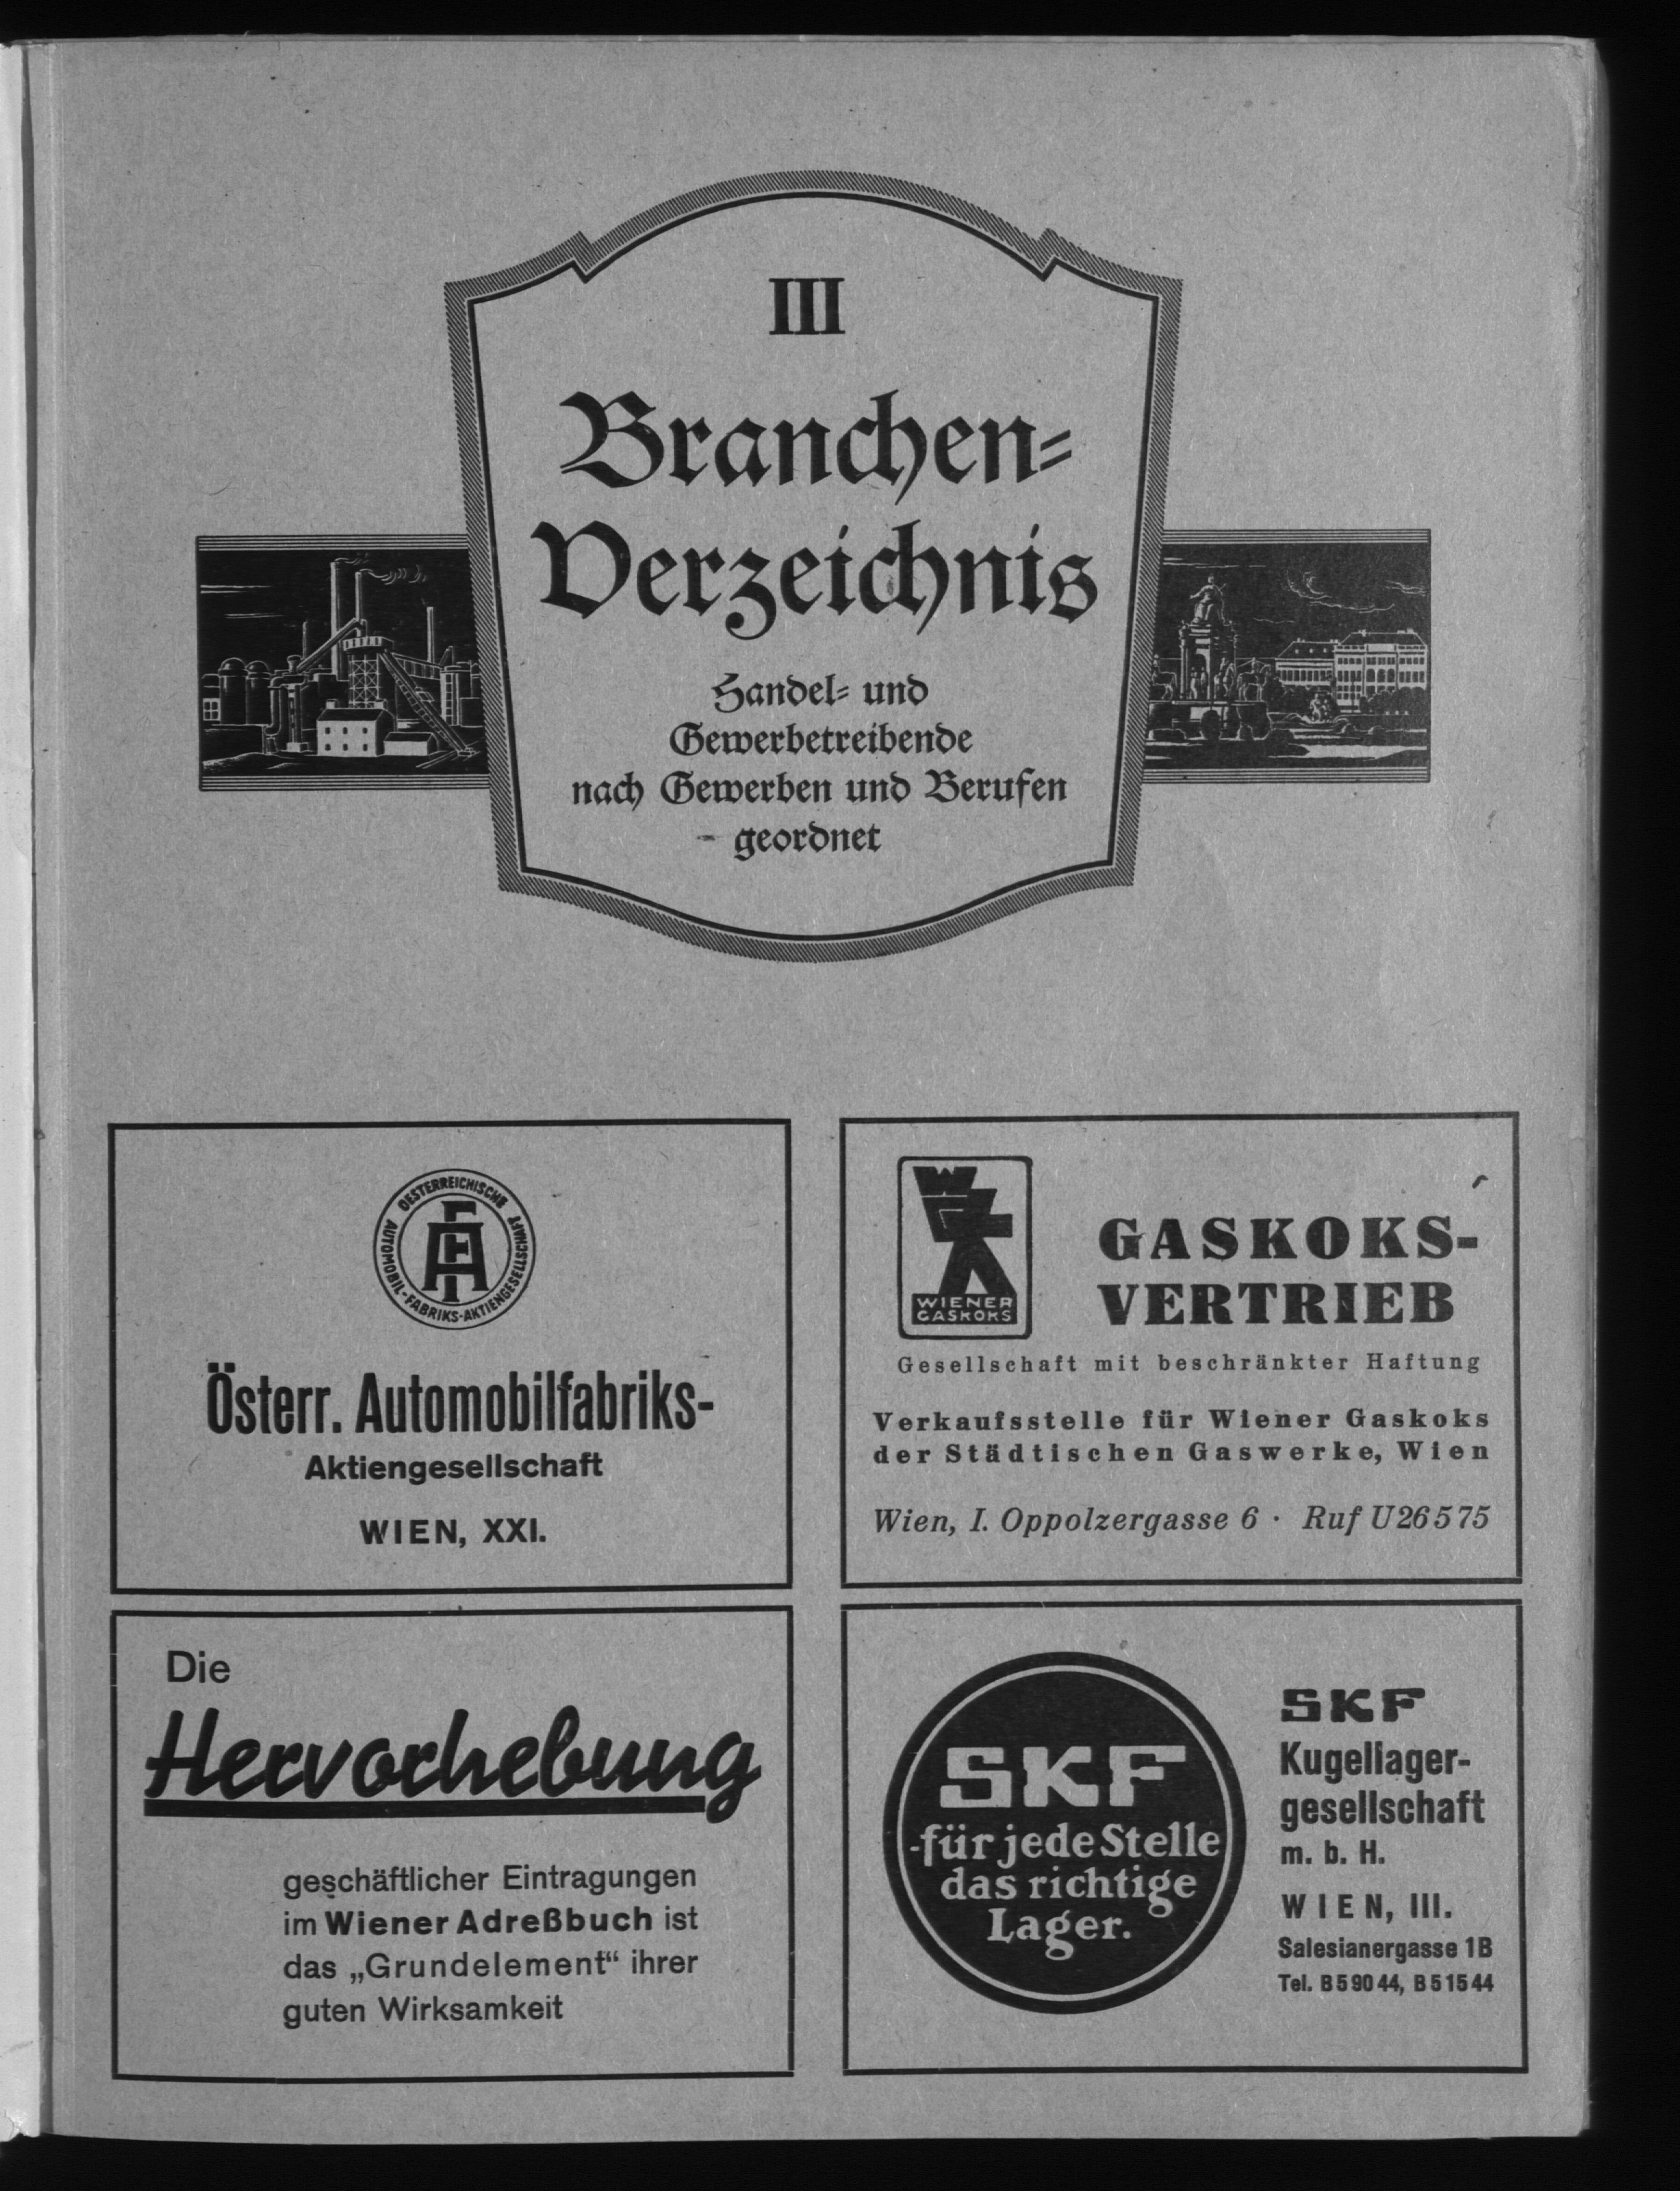 III
Branchen-
Verzeichnis
Handel- und
Gewerbetreibende
nach Gewerben und Berufen
geordnet
OESTERREICHISCHE
AUTOMOBIL-FABRIKS-AKTIENGESELLSCHAFT
ÖAF
Österr. Automobilfabriks-
Aktiengesellschaft
WIEN, XXI.
WIENER
GASKOKS
GASKOKS-
VERTRIEB
Gesellschaft mit beschränkter Haftung
Verkaufsstelle für Wiener Gaskoks
der Städtischen Gaswerke, Wien
Wien, I. Oppolzergasse 6 · Ruf U26575
Die
Hervorhebung
geschäftlicher Eintragungen
im Wiener Adreßbuch ist
das „Grundelement“ ihrer
guten Wirksamkeit
SKF
-für jede Stelle
das richtige
Lager.
SKF
Kugellager-
gesellschaft
m. b. H.
WIEN, III.
Salesianergasse 1B
Tel. B59044, B51544